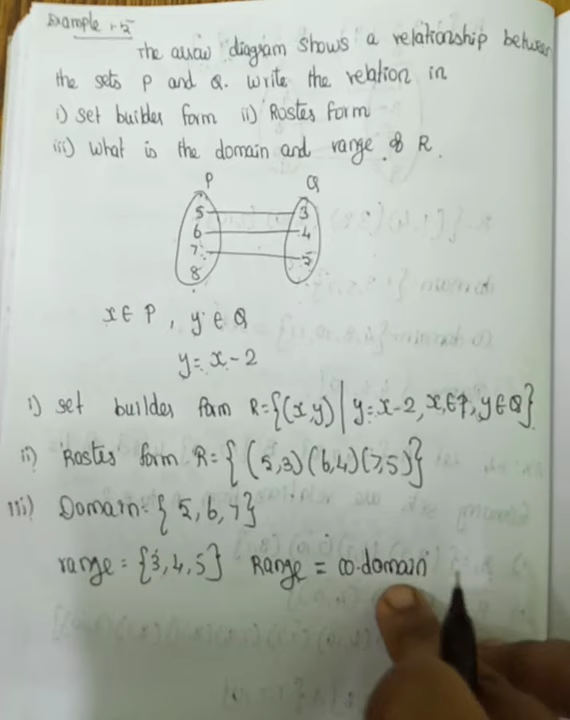 Example 1.5
The arrow diagram shows a relationship between
the sets P and Q. write the relation in
i) set builder form ii) Roster form
iii) what is the domain and range of R.
P Q
5 3
6 4
7 5
8
x ∈ P, y ∈ Q
y = x - 2
i) set builder form R={(x,y) | y = x-2, x ∈ P, y ∈ Q}
ii) Roster form R = {(5,3)(6,4)(7,5)}
iii) Domain = {5,6,7}
range = {3,4,5} Range = co-domain